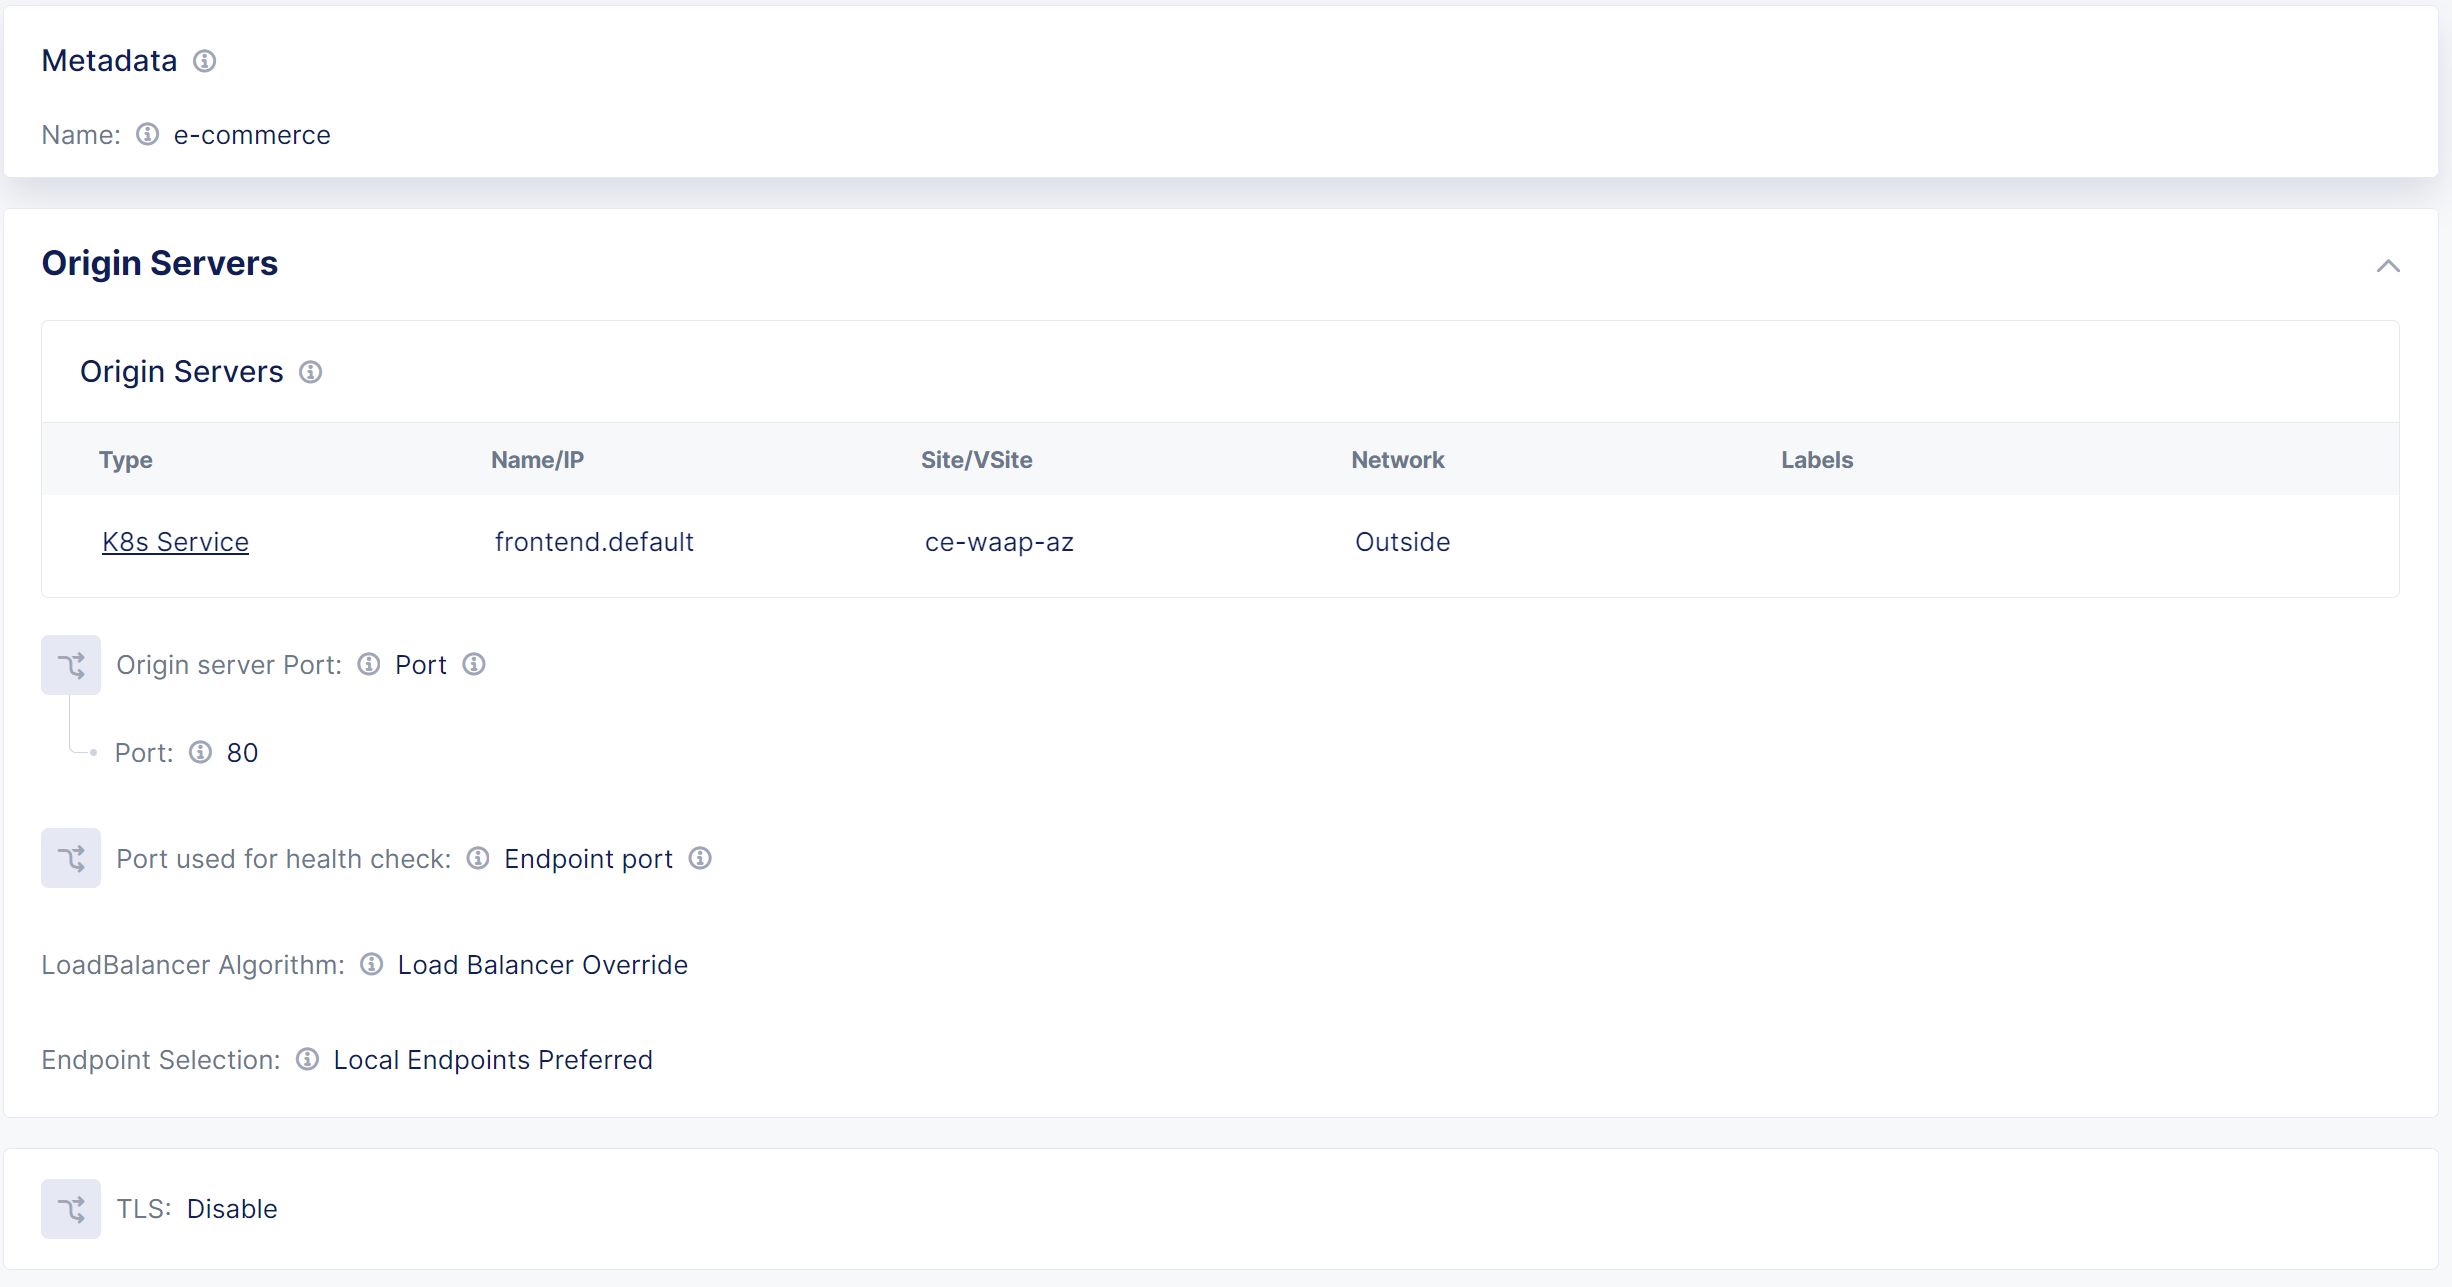 Metadata
Name: e-commerce
Origin Servers
Origin Servers
Type Name/IP Site/VSite Network Labels
K8s Service frontend.default ce-waap-az Outside
Origin server Port: Port
Port: 80
Port used for health check: Endpoint port
LoadBalancer Algorithm: Load Balancer Override
Endpoint Selection: Local Endpoints Preferred
TLS: Disable